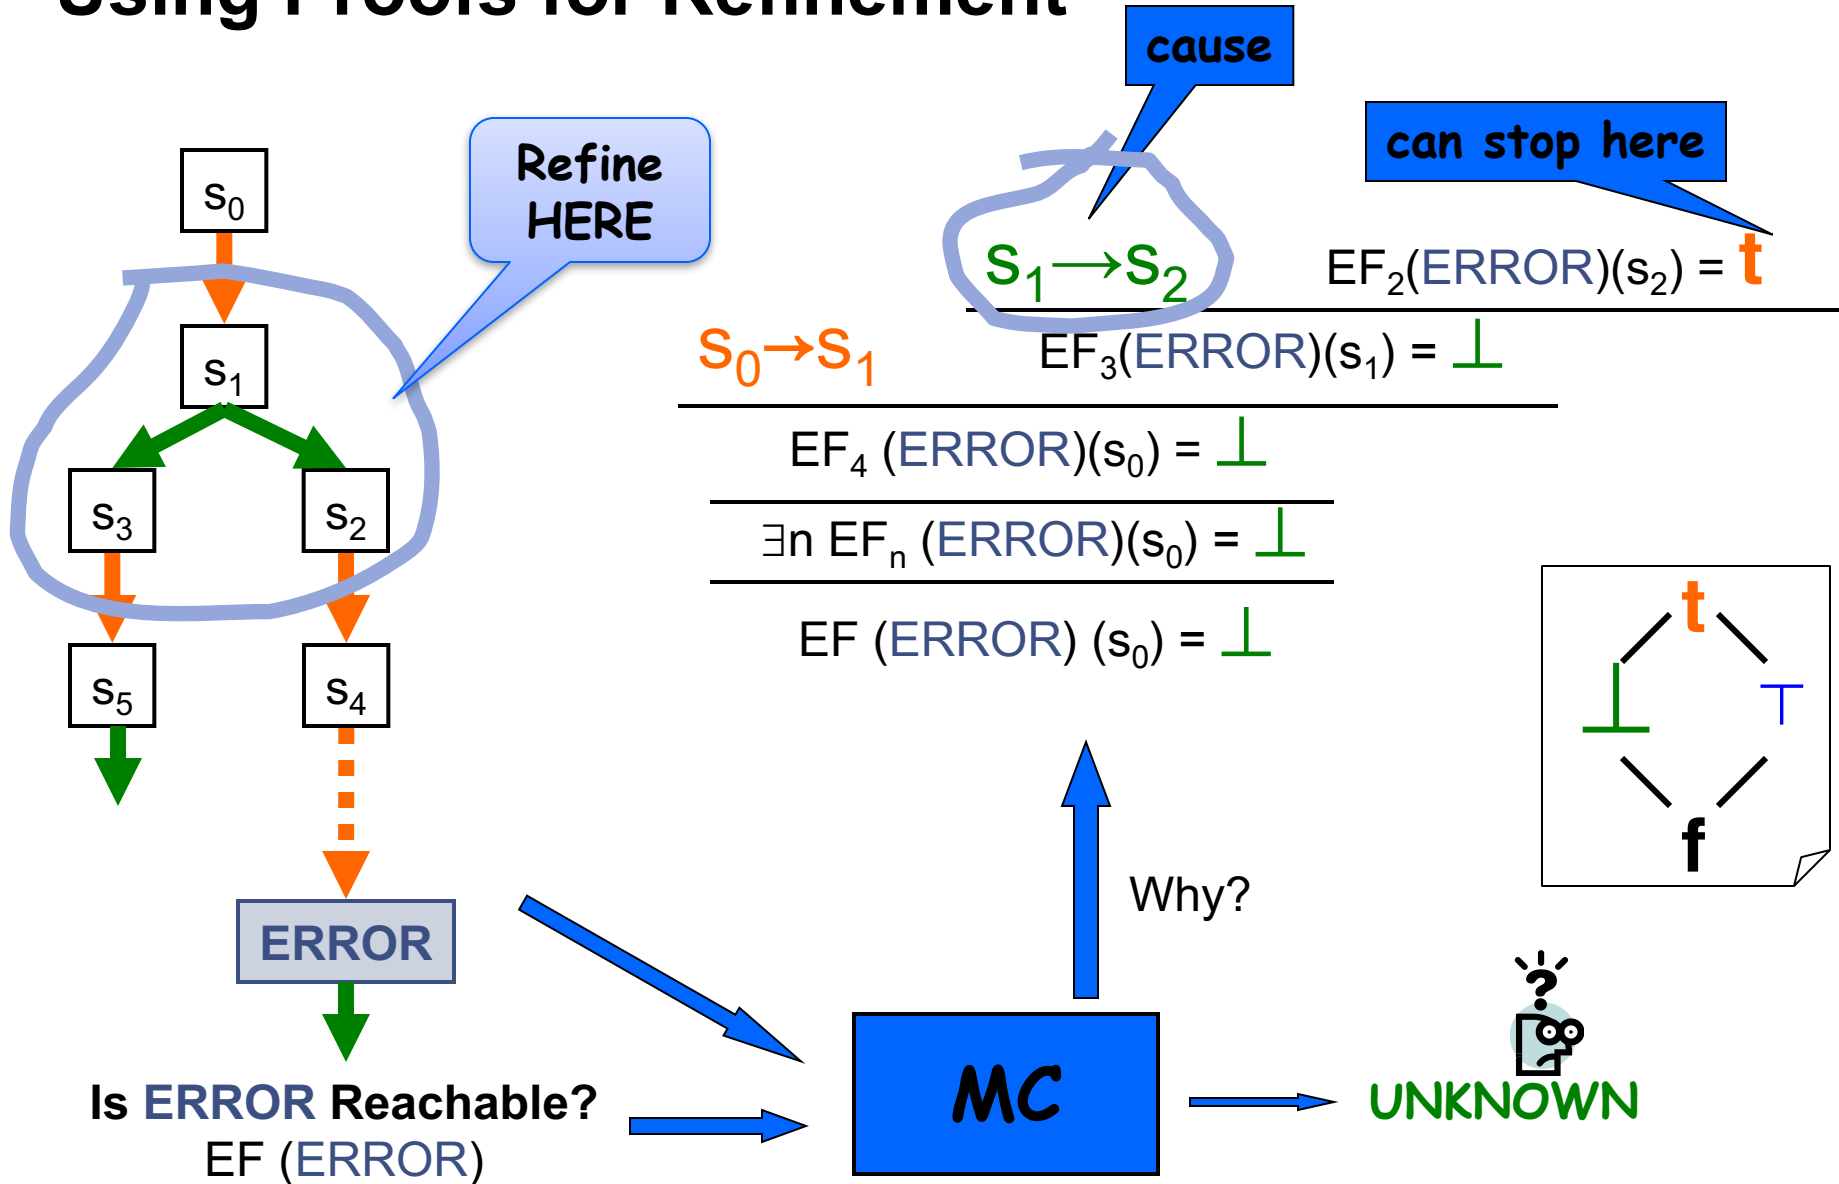 Using Proofs for Refinement
cause
can stop here
Refine
HERE
s₀
s₁
s₃
s₂
s₅
s₄
ERROR
Is ERROR Reachable?
EF (ERROR)
s₁→s₂
EF₂(ERROR)(s₂) = t
s₀→s₁
EF₃(ERROR)(s₁) = ⊥
EF₄ (ERROR)(s₀) = ⊥
∃n EFₙ (ERROR)(s₀) = ⊥
EF (ERROR) (s₀) = ⊥
t
⊥ ⊤
f
Why?
?
MC
UNKNOWN